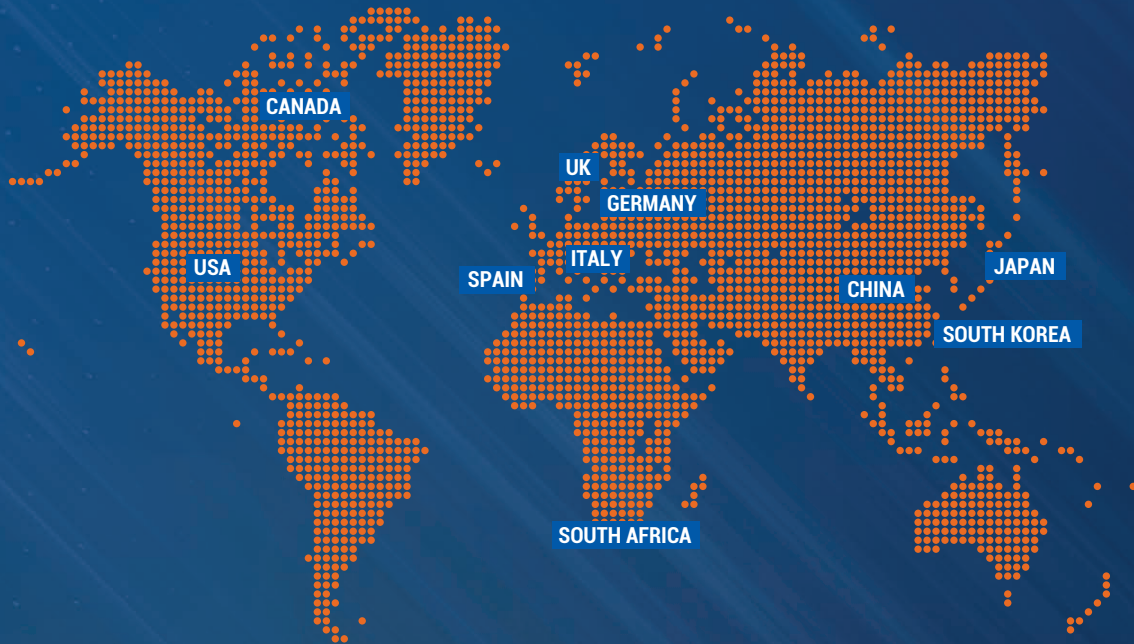 CANADA
UK
GERMANY
ITALY
USA
SPAIN
JAPAN
CHINA
SOUTH KOREA
SOUTH AFRICA